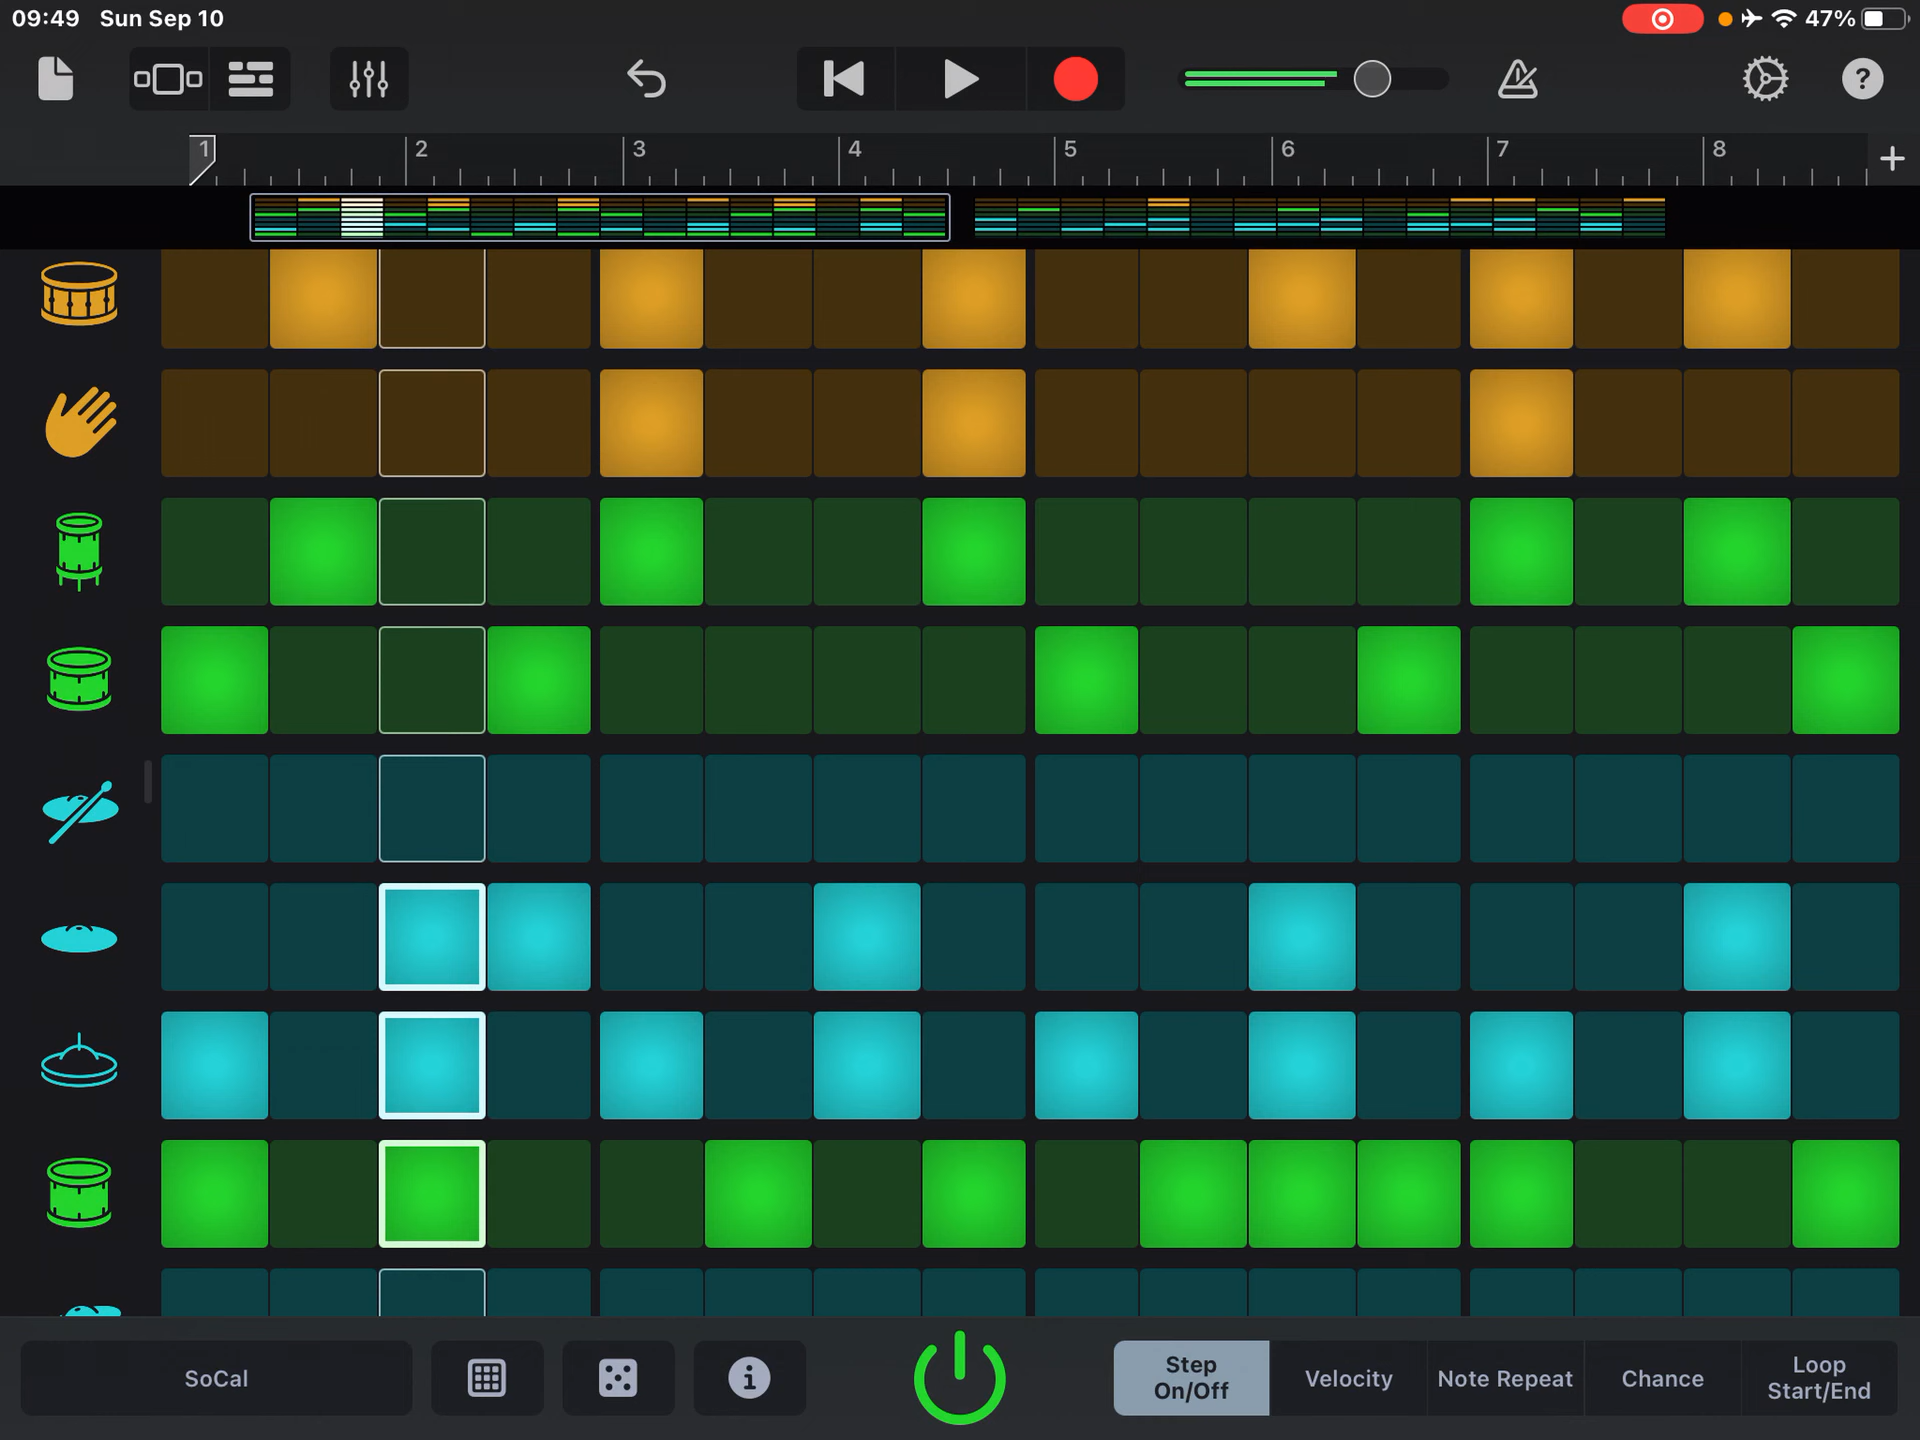 09:49 Sun Sep 10 47%
1 2 3 4 5 6 7 8
SoCal
Step
On/Off
Velocity
Note Repeat
Chance
Loop
Start/End